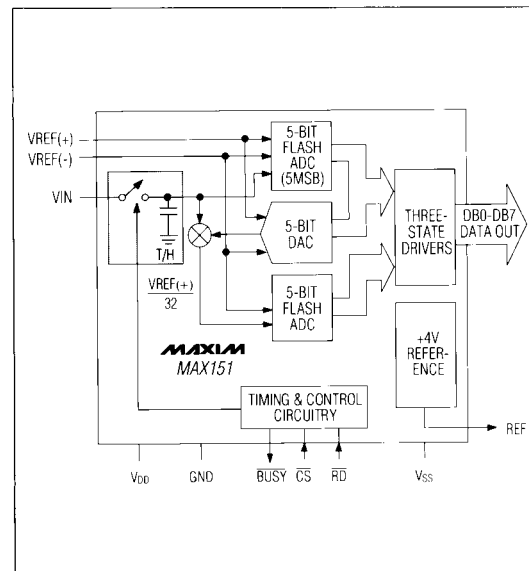 VREF(+)
VREF(-)
VIN
T/H
VREF(+)
32
5-BIT
FLASH
ADC
(5MSB)
5-BIT
DAC
5-BIT
FLASH
ADC
THREE-
STATE
DRIVERS
DB0-DB7
DATA OUT
+4V
REFER-
ENCE
MAXIM
MAX151
TIMING & CONTROL
CIRCUITRY
REF
VDD
GND
BUSY
CS
RD
VSS